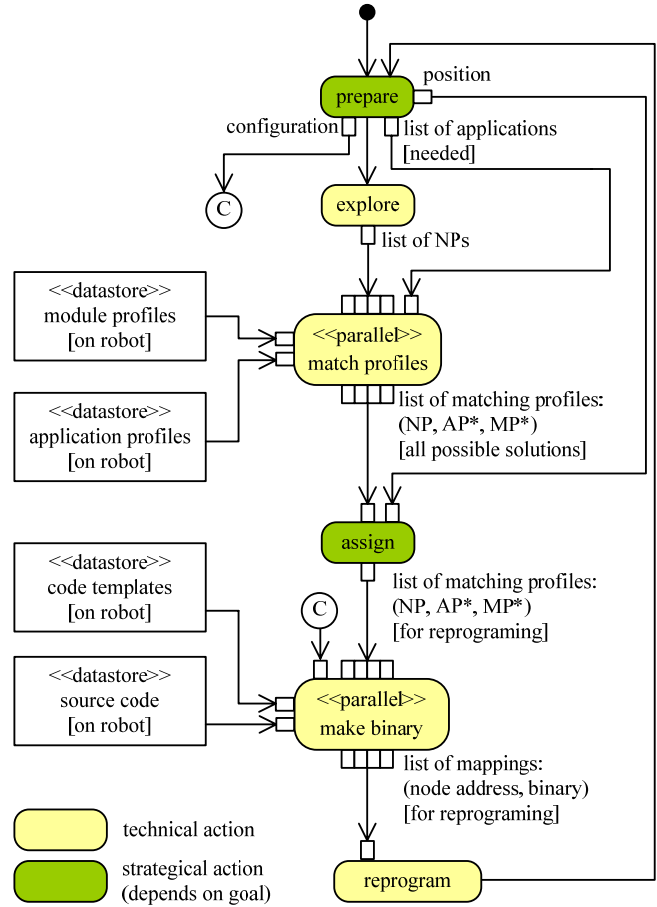 position
prepare
configuration
list of applications
[needed]
C
explore
list of NPs
<<datastore>>
module profiles
[on robot]
<<parallel>>
match profiles
<<datastore>>
application profiles
[on robot]
list of matching profiles:
(NP, AP*, MP*)
[all possible solutions]
assign
<<datastore>>
code templates
[on robot]
list of matching profiles:
(NP, AP*, MP*)
[for reprograming]
C
<<datastore>>
source code
[on robot]
<<parallel>>
make binary
list of mappings:
(node address, binary)
[for reprograming]
technical action
strategical action
(depends on goal)
reprogram